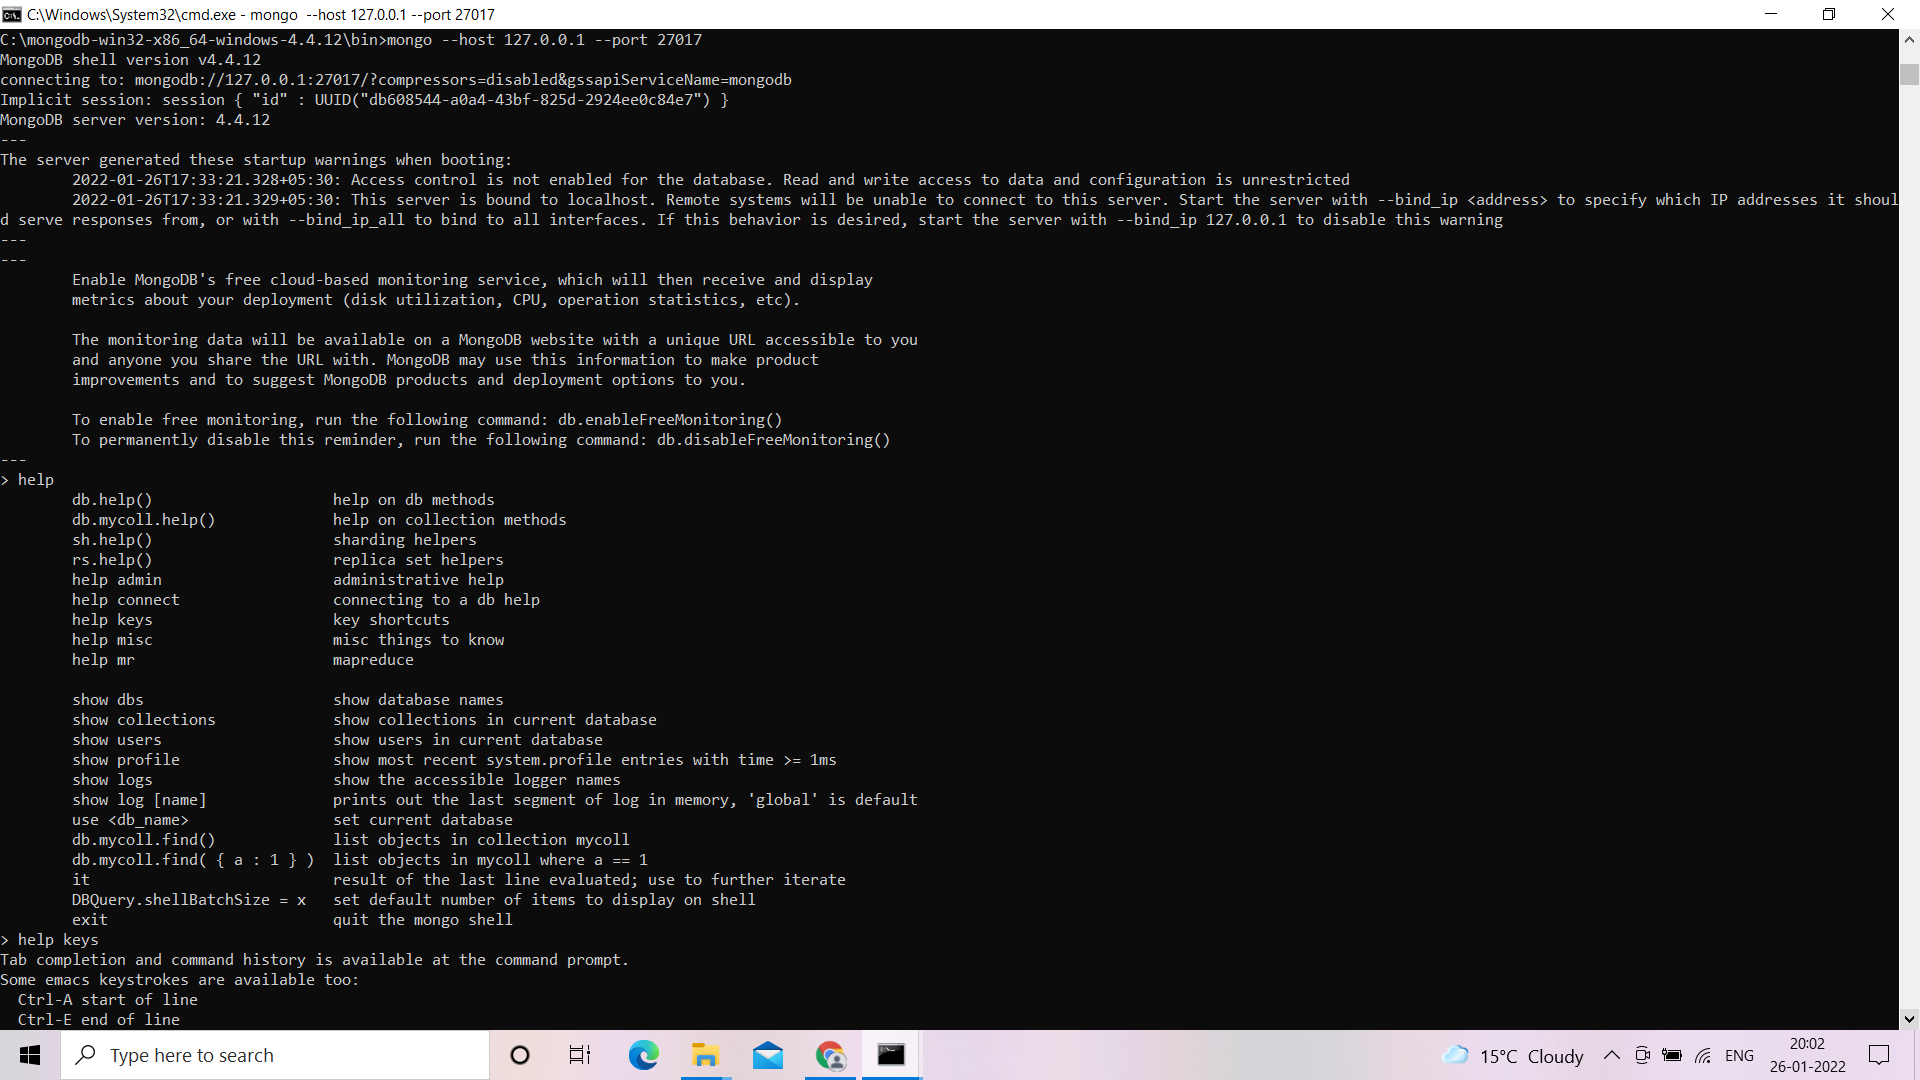 C:\Windows\System32\cmd.exe - mongo  --host 127.0.0.1 --port 27017
C:\mongodb-win32-x86_64-windows-4.4.12\bin>mongo --host 127.0.0.1 --port 27017
MongoDB shell version v4.4.12
connecting to: mongodb://127.0.0.1:27017/?compressors=disabled&gssapiServiceName=mongodb
Implicit session: session { "id" : UUID("db608544-a0a4-43bf-825d-2924ee0c84e7") }
MongoDB server version: 4.4.12
---
The server generated these startup warnings when booting:
        2022-01-26T17:33:21.328+05:30: Access control is not enabled for the database. Read and write access to data and configuration is unrestricted
        2022-01-26T17:33:21.329+05:30: This server is bound to localhost. Remote systems will be unable to connect to this server. Start the server with --bind_ip <address> to specify which IP addresses it shoul
d serve responses from, or with --bind_ip_all to bind to all interfaces. If this behavior is desired, start the server with --bind_ip 127.0.0.1 to disable this warning
---
---
        Enable MongoDB's free cloud-based monitoring service, which will then receive and display
        metrics about your deployment (disk utilization, CPU, operation statistics, etc).

        The monitoring data will be available on a MongoDB website with a unique URL accessible to you
        and anyone you share the URL with. MongoDB may use this information to make product
        improvements and to suggest MongoDB products and deployment options to you.

        To enable free monitoring, run the following command: db.enableFreeMonitoring()
        To permanently disable this reminder, run the following command: db.disableFreeMonitoring()
---
> help
        db.help()                    help on db methods
        db.mycoll.help()             help on collection methods
        sh.help()                    sharding helpers
        rs.help()                    replica set helpers
        help admin                   administrative help
        help connect                 connecting to a db help
        help keys                    key shortcuts
        help misc                    misc things to know
        help mr                      mapreduce

        show dbs                     show database names
        show collections             show collections in current database
        show users                   show users in current database
        show profile                 show most recent system.profile entries with time >= 1ms
        show logs                    show the accessible logger names
        show log [name]              prints out the last segment of log in memory, 'global' is default
        use <db_name>                set current database
        db.mycoll.find()             list objects in collection mycoll
        db.mycoll.find( { a : 1 } )  list objects in mycoll where a == 1
        it                           result of the last line evaluated; use to further iterate
        DBQuery.shellBatchSize = x   set default number of items to display on shell
        exit                         quit the mongo shell
> help keys
Tab completion and command history is available at the command prompt.
Some emacs keystrokes are available too:
  Ctrl-A start of line
  Ctrl-E end of line
Type here to search
15°C Cloudy
ENG
20:02
26-01-2022